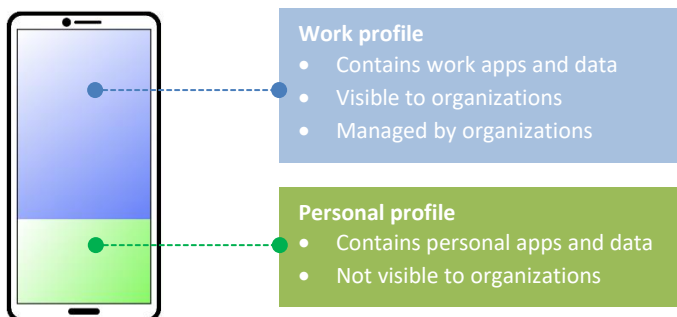 Work profile
• Contains work apps and data
• Visible to organizations
• Managed by organizations
Personal profile
• Contains personal apps and data
• Not visible to organizations